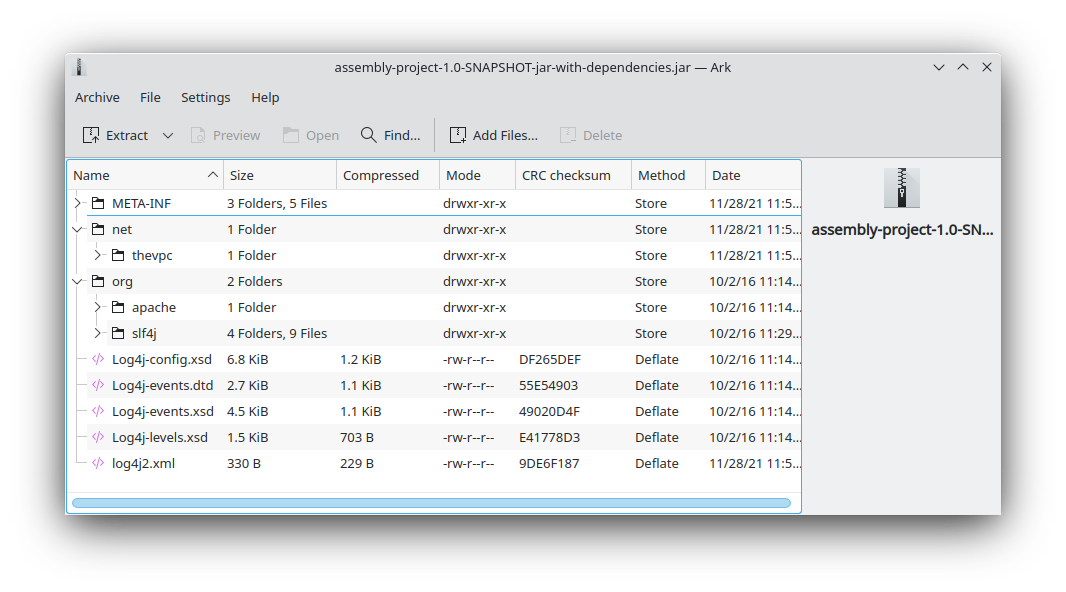 assembly-project-1.0-SNAPSHOT-jar-with-dependencies.jar — Ark
Archive File Settings Help
Extract Preview Open Find... Add Files... Delete
Name Size Compressed Mode CRC checksum Method Date
META-INF 3 Folders, 5 Files drwxr-xr-x Store 11/28/21 11:5...
net 1 Folder drwxr-xr-x Store 11/28/21 11:5...
thevpc 1 Folder drwxr-xr-x Store 11/28/21 11:5...
org 2 Folders drwxr-xr-x Store 10/2/16 11:14...
apache 1 Folder drwxr-xr-x Store 10/2/16 11:14...
slf4j 4 Folders, 9 Files drwxr-xr-x Store 10/2/16 11:29...
Log4j-config.xsd 6.8 KiB 1.2 KiB -rw-r--r-- DF265DEF Deflate 10/2/16 11:14...
Log4j-events.dtd 2.7 KiB 1.1 KiB -rw-r--r-- 55E54903 Deflate 10/2/16 11:14...
Log4j-events.xsd 4.5 KiB 1.1 KiB -rw-r--r-- 49020D4F Deflate 10/2/16 11:14...
Log4j-levels.xsd 1.5 KiB 703 B -rw-r--r-- E41778D3 Deflate 10/2/16 11:14...
log4j2.xml 330 B 229 B -rw-r--r-- 9DE6F187 Deflate 11/28/21 11:5...
assembly-project-1.0-SN...